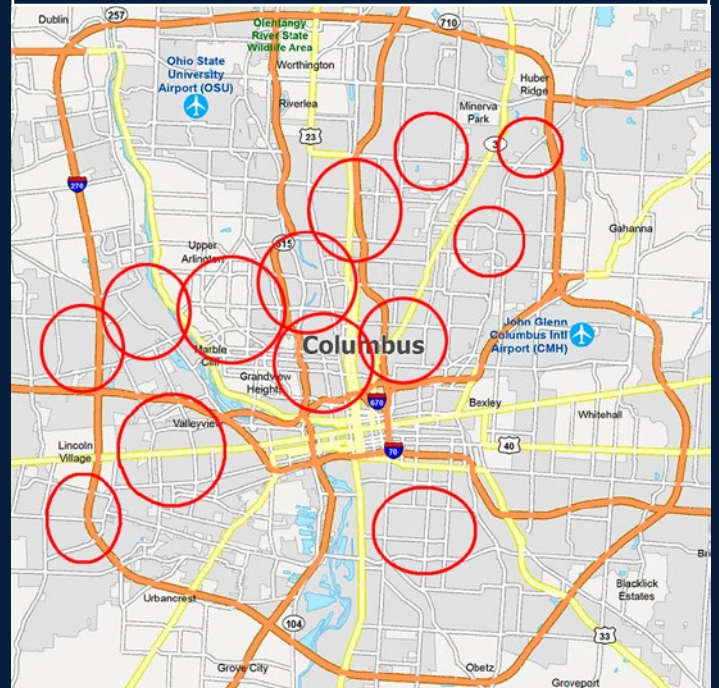 Dublin
257
Olentangy
River State
Wildlife Area
710
Ohio State
University
Airport (OSU)
Worthington
Huber
Ridge
Riverlea
Minerva
Park
23
3
270
Gahanna
Upper
Arlington
315
John Glenn
Columbus Intl
Airport (CMH)
Columbus
Marble
Cliff
Grandview
Heights
670
Bexley
Whitehall
Valleyview
Lincoln
Village
70
40
Blacklick
Estates
Urbancrest
104
33
Grove City
Obetz
Groveport